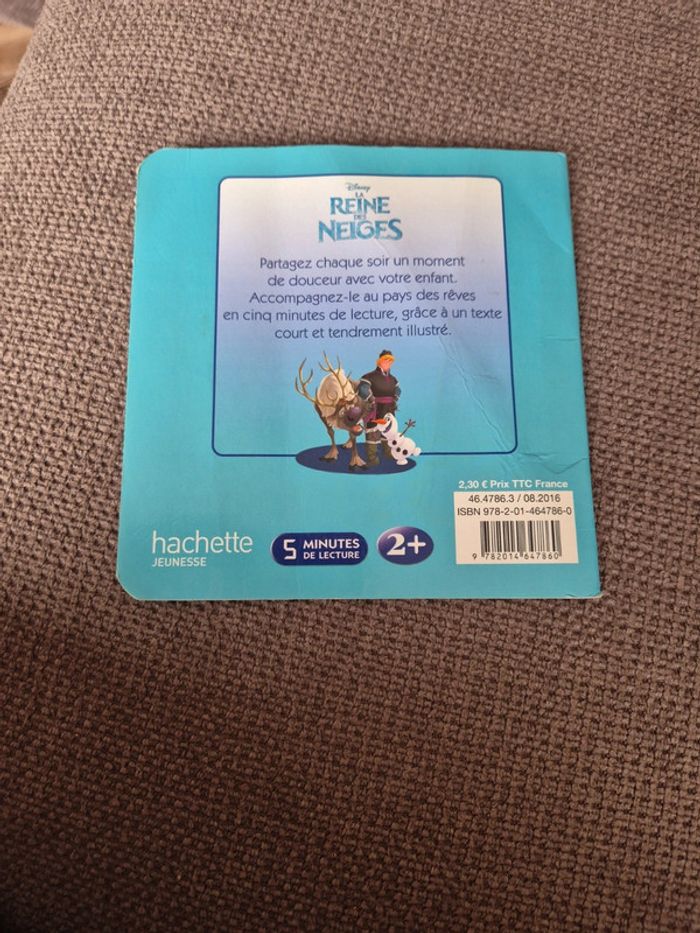 Disney
LA
REINE
DES
NEIGES
Partagez chaque soir un moment
de douceur avec votre enfant.
Accompagnez-le au pays des rêves
en cinq minutes de lecture, grâce à un texte
court et tendrement illustré.
2,30 € Prix TTC France
46.4786.3 / 08.2016
ISBN 978-2-01-464786-0
9 782014 647860
hachette
JEUNESSE
5 MINUTES
DE LECTURE
2+